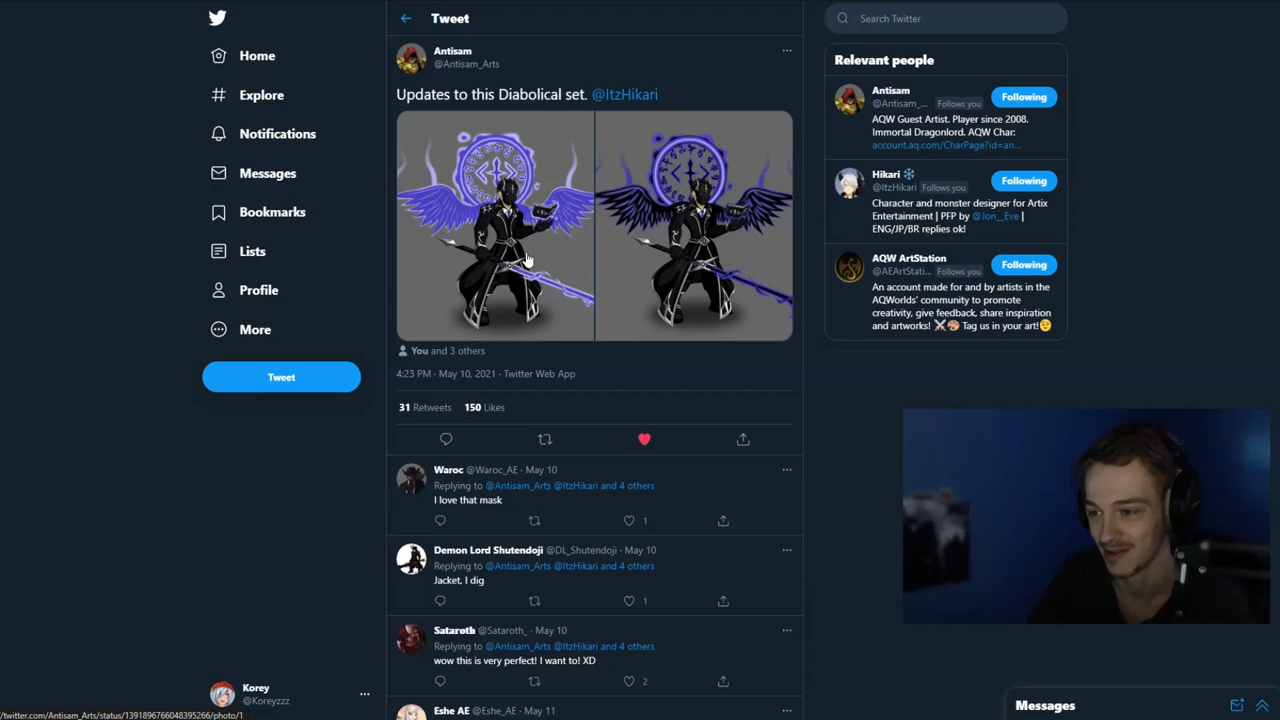 Home
Explore
Notifications
Messages
Bookmarks
Lists
Profile
More
Tweet
Korey
@Koreyzzz
/twitter.com/Antisam_Arts/status/1391896766048395266/photo/1
Tweet
Antisam
@Antisam_Arts
Updates to this Diabolical set. @ItzHikari
You and 3 others
4:23 PM · May 10, 2021 · Twitter Web App
31 Retweets 150 Likes
Waroc @Waroc_AE · May 10
Replying to @Antisam_Arts @ItzHikari and 4 others
I love that mask
1
Demon Lord Shutendoji @DL_Shutendoji · May 10
Replying to @Antisam_Arts @ItzHikari and 4 others
Jacket, I dig
1
Sataroth @Sataroth_ · May 10
Replying to @Antisam_Arts @ItzHikari and 4 others
wow this is very perfect! I want to! XD
2
Eshe AE @Eshe_AE · May 11
Search Twitter
Relevant people
Antisam
@Antisam_... Follows you
Following
AQW Guest Artist. Player since 2008.
Immortal Dragonlord. AQW Char:
account.aq.com/CharPage?id=an...
Hikari
@ItzHikari Follows you
Following
Character and monster designer for Artix
Entertainment | PFP by @Jon__Eve |
ENG/JP/BR replies ok!
AQW ArtStation
@AEArtStati... Follows you
Following
An account made for and by artists in the
AQWorlds' community to promote
creativity, give feedback, share inspiration
and artworks! ⚔️🎨 Tag us in your art!🤨
Messages